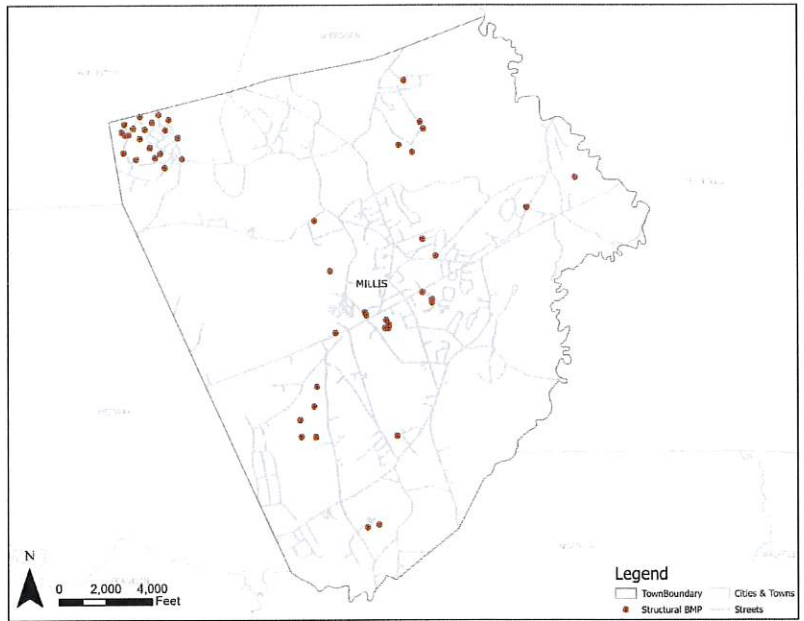 MILLIS
N
0 2,000 4,000
Feet
Legend
TownBoundary Cities & Towns
Structural BMP Streets